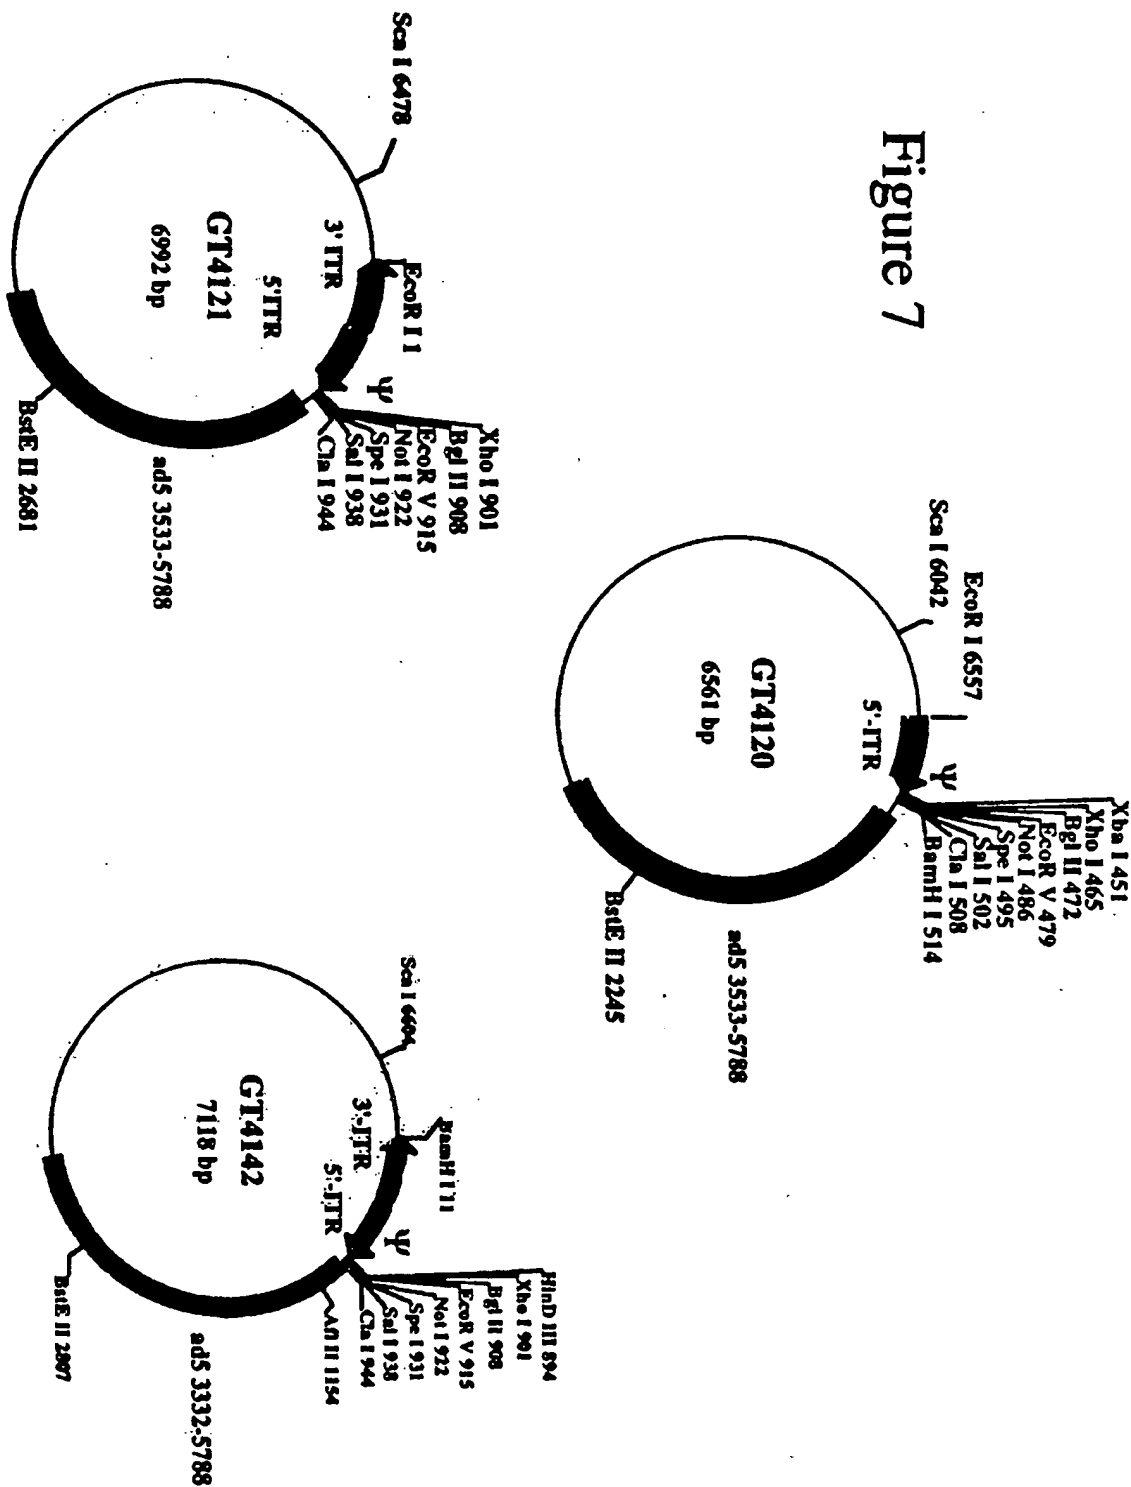 Figure 7
GT4120
6561 bp
5'-ITR
Ψ
Sca I 6042
EcoR I 6557
Xba I 451
Xho I 465
Bgl II 472
EcoR V 479
Not I 486
Spe I 495
Sal I 502
Cla I 508
BamH I 514
ad5 3533-5788
BstE II 2245
GT4121
6992 bp
3' ITR
5'ITR
Ψ
Sca I 6478
EcoR I 1
Xho I 901
Bgl II 908
EcoR V 915
Not I 922
Spe I 931
Sal I 938
Cla I 944
ad5 3533-5788
BstE II 2681
GT4142
7118 bp
3'-ITR
5'-ITR
Ψ
Sca I 6604
BamH I 11
HinD III 894
Xho I 901
Bgl II 908
EcoR V 915
Not I 922
Spe I 931
Sal I 938
Cla I 944
Afl II 1154
ad5 3332-5788
BstE II 2807